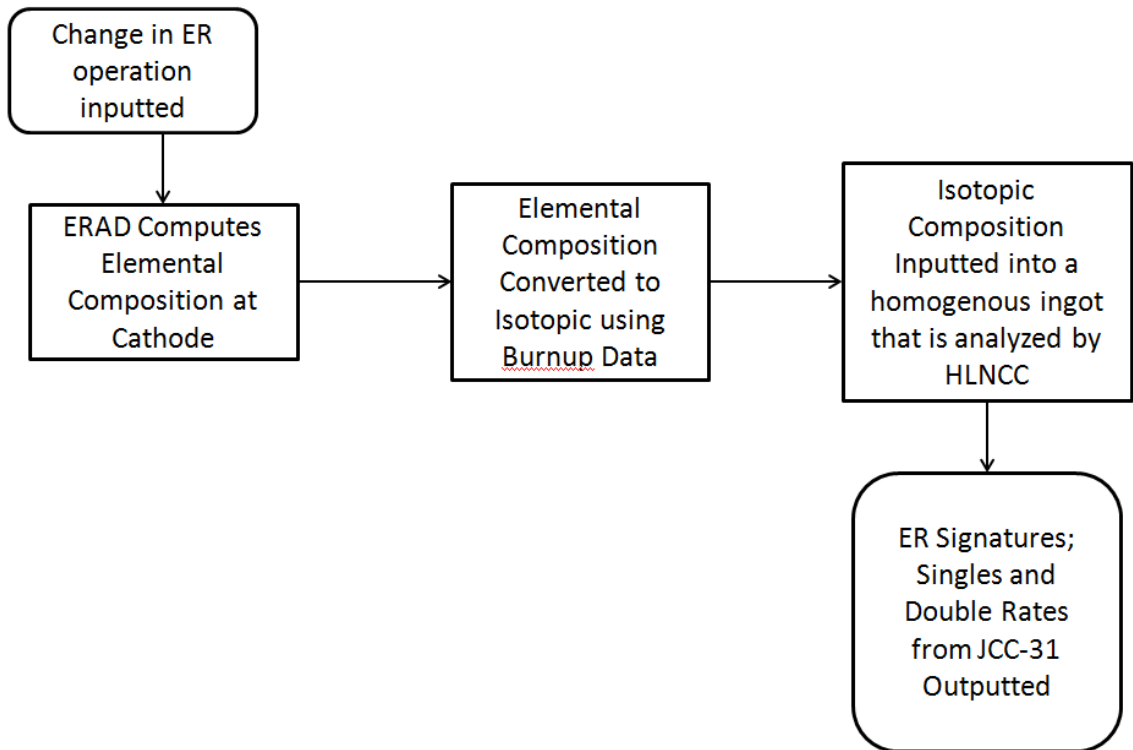 Change in ER
operation
inputted
ERAD Computes
Elemental
Composition at
Cathode
Elemental
Composition
Converted to
Isotopic using
Burnup Data
Isotopic
Composition
Inputted into a
homogenous ingot
that is analyzed by
HLNCC
ER Signatures;
Singles and
Double Rates
from JCC-31
Outputted